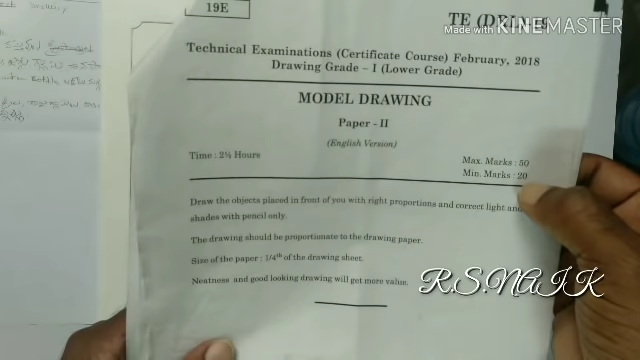 19E
TE (DRL
Made with KINEMASTER
Technical Examinations (Certificate Course) February, 2018
Drawing Grade – I (Lower Grade)
MODEL DRAWING
Paper - II
(English Version)
Time : 2½ Hours
Max. Marks : 50
Min. Marks : 20
Draw the objects placed in front of you with right proportions and correct light and
shades with pencil only.
The drawing should be proportionate to the drawing paper.
Size of the paper : 1/4th of the drawing sheet.
Neatness and good looking drawing will get more value.
R.S.NAIK